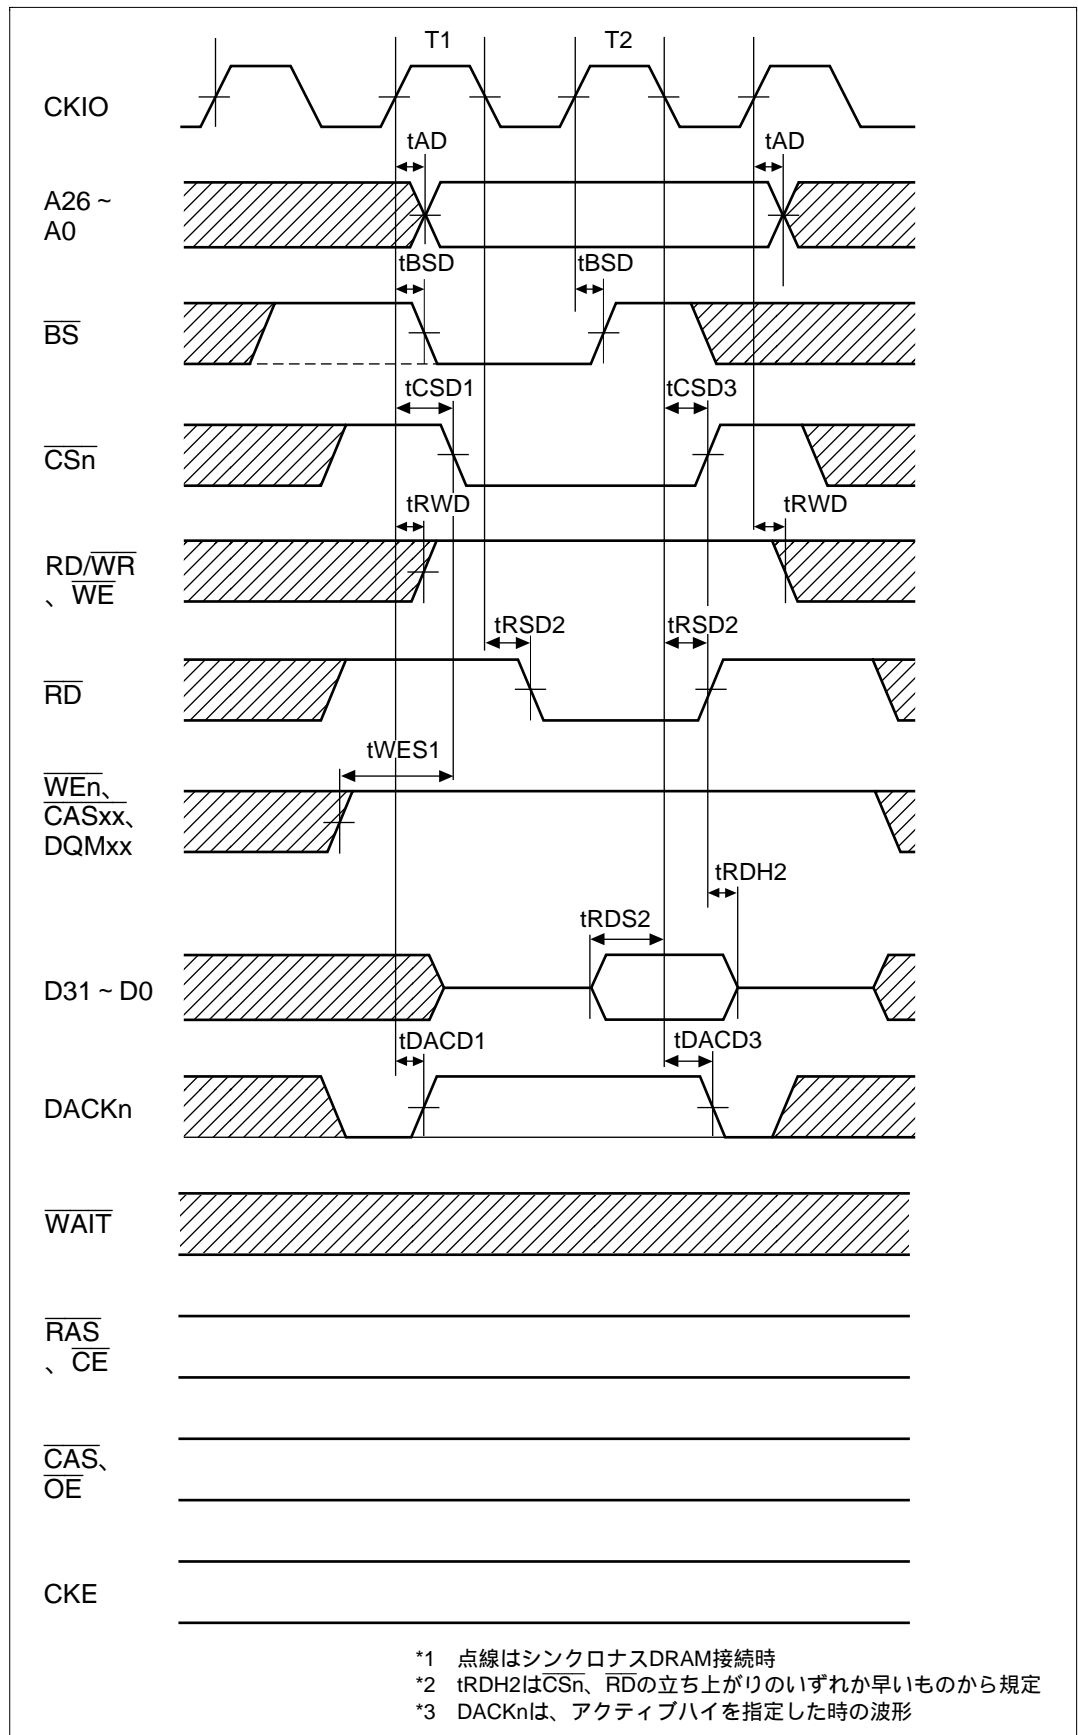 T1 T2
CKIO
tAD tAD
A26 ~
A0
tBSD tBSD
BS
tCSD1 tCSD3
CSn
tRWD tRWD
RD/WR
、WE
tRSD2 tRSD2
RD
tWES1
WEn、
CASxx、
DQMxx
tRDH2
tRDS2
D31 ~ D0
tDACD1 tDACD3
DACKn
WAIT
RAS
、CE
CAS、
OE
CKE
*1 点線はシンクロナスDRAM接続時
*2 tRDH2はCSn、RDの立ち上がりのいずれか早いものから規定
*3 DACKnは、アクティブハイを指定した時の波形